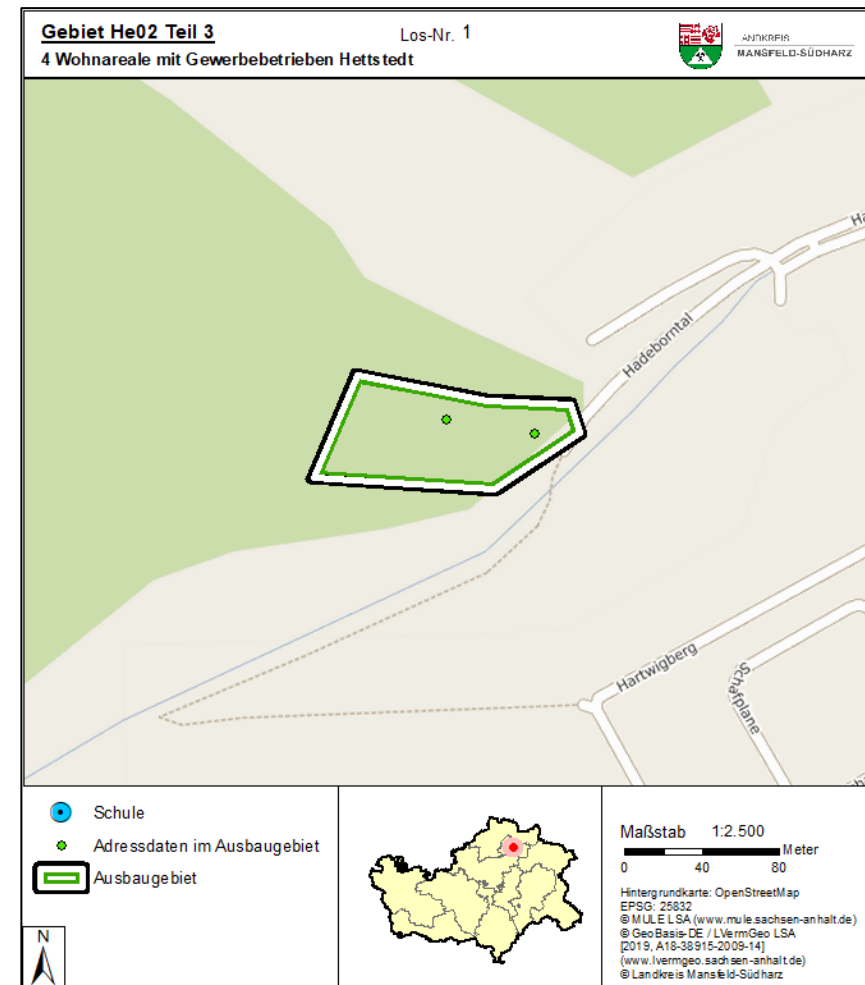 Gebiet He02 Teil 3
Los-Nr. 1
4 Wohnareale mit Gewerbebetrieben Hettstedt
ANDKREIS
MANSFELD-SÜDHARZ
Ha
Hadeborntal
Hartwigberg
Schafplane
Schule
Adressdaten im Ausbaugebiet
Ausbaugebiet
N
Maßstab 1:2.500
Meter
0 40 80
Hintergrundkarte: OpenStreetMap
EPSG: 25832
© MULE LSA (www.mule.sachsen-anhalt.de)
© GeoBasis-DE / LVermGeo LSA
[2019, A18-38915-2009-14]
(www.lvermgeo.sachsen-anhalt.de)
© Landkreis Mansfeld-Südharz